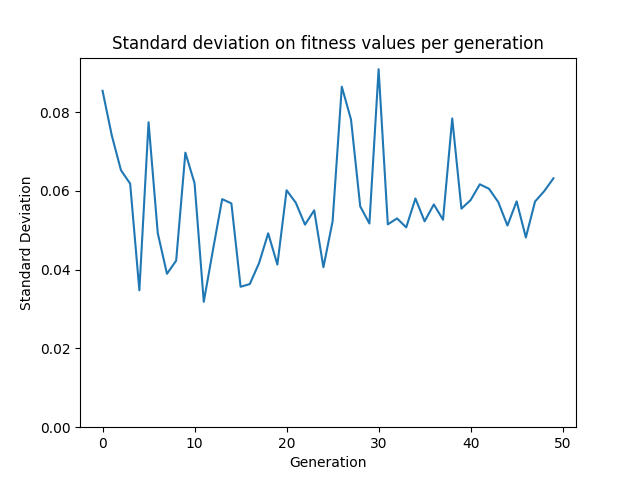 Standard deviation on fitness values per generation
0.08
0.06
0.04
0.02
0.00
Standard Deviation
0 10 20 30 40 50
Generation